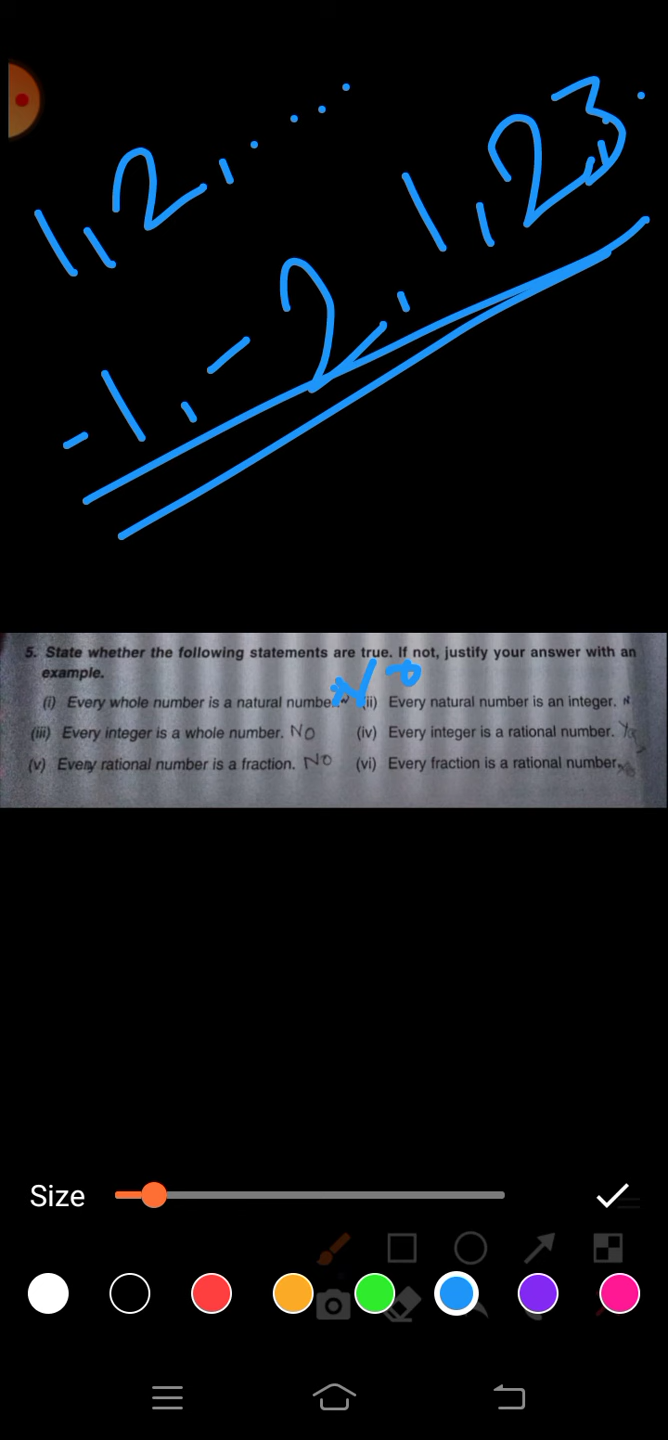 1, 2, . . . .
-1, -2, 1, 2, 3, .
5. State whether the following statements are true. If not, justify your answer with an
example.
No
(i) Every whole number is a natural number. (ii) Every natural number is an integer.
(iii) Every integer is a whole number. NO (iv) Every integer is a rational number.
(v) Every rational number is a fraction. NO (vi) Every fraction is a rational number.
Size